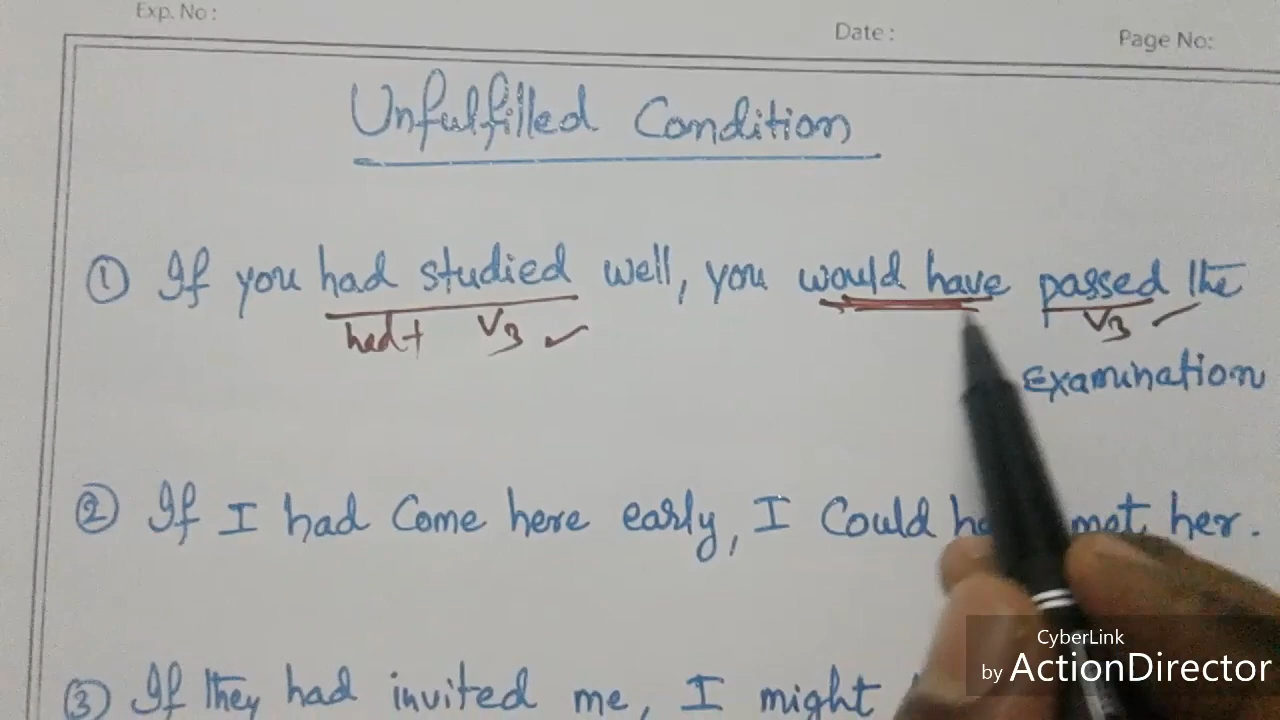 Exp. No:
Date: Page No:
Unfulfilled Condition
① If you had studied well, you would have passed the
had+ V3 ✓ V3 ✓
Examination
② If I had Come here early, I Could met her.
③ If they had invited me, I might
CyberLink
by ActionDirector